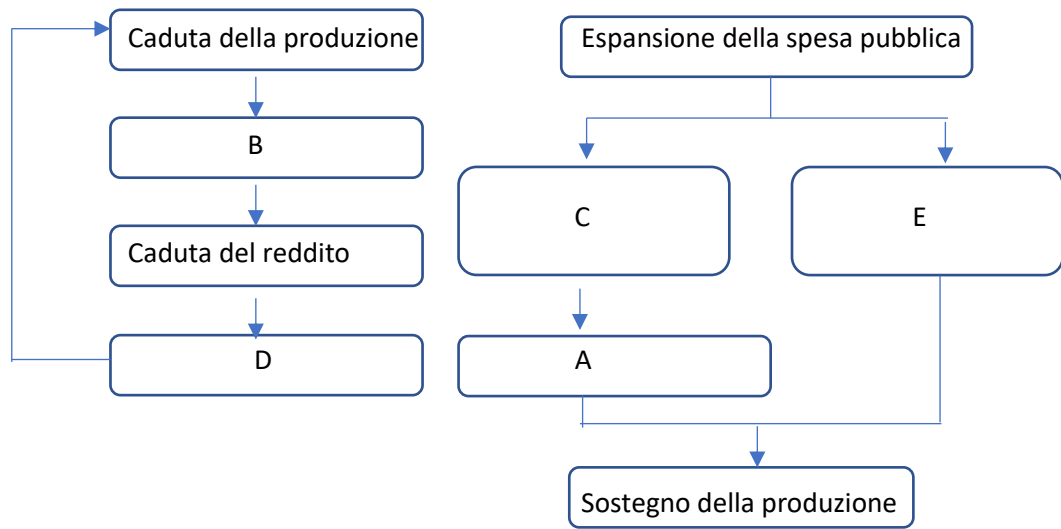 Caduta della produzione
B
Caduta del reddito
D
Espansione della spesa pubblica
C
E
A
Sostegno della produzione